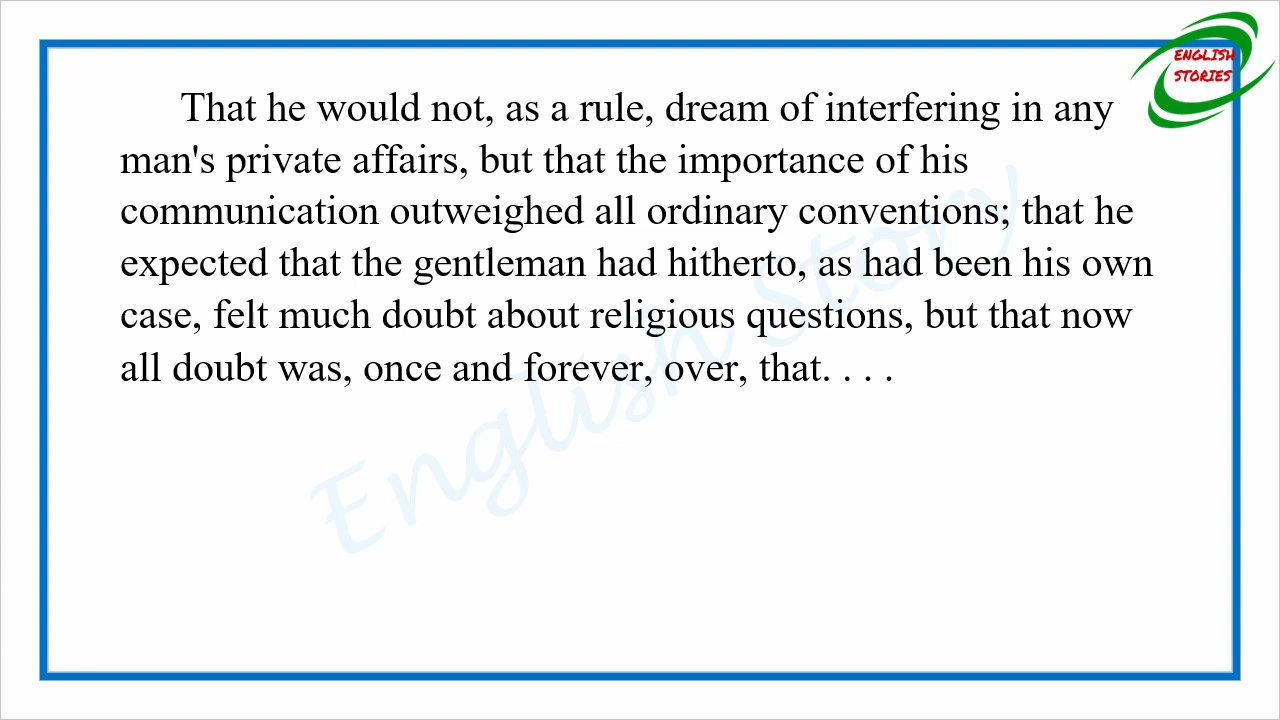 ENGLISH
STORIES
That he would not, as a rule, dream of interfering in any
man's private affairs, but that the importance of his
communication outweighed all ordinary conventions; that he
expected that the gentleman had hitherto, as had been his own
case, felt much doubt about religious questions, but that now
all doubt was, once and forever, over, that. . . .
English Story